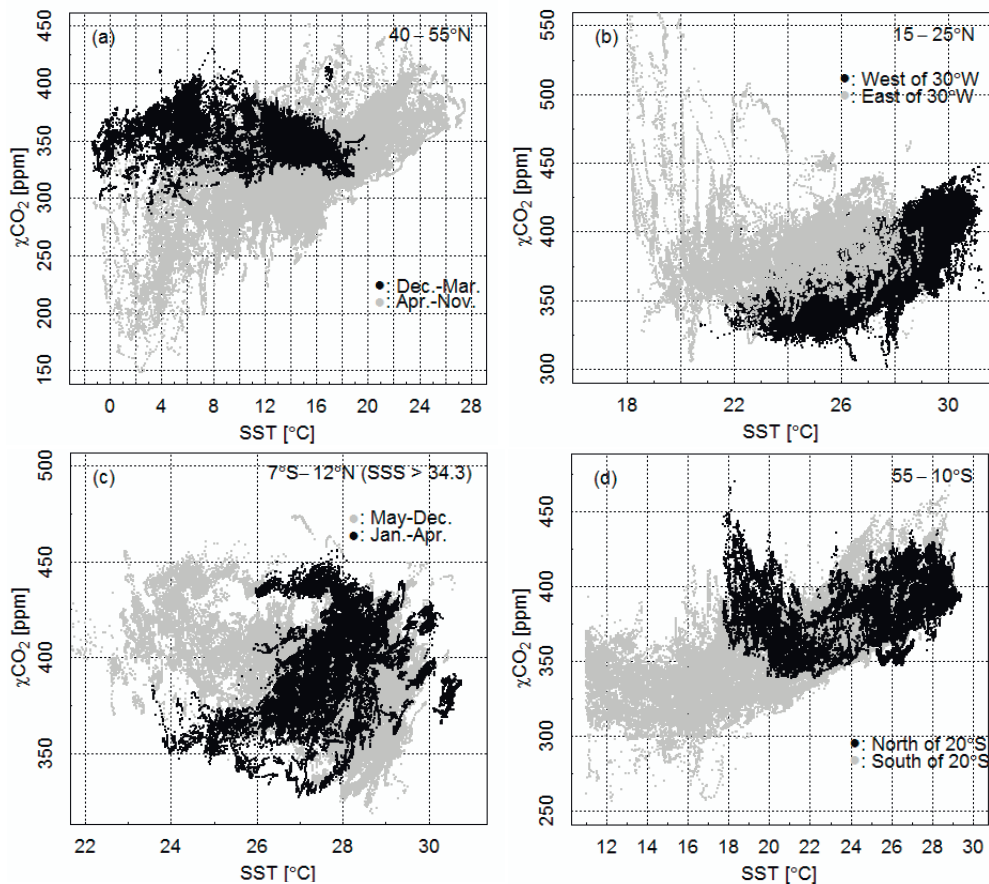 (a)
40 – 55°N
450
400
350
300
250
200
150
χCO₂ [ppm]
●: Dec.-Mar.
●: Apr.-Nov.
0 4 8 12 16 20 24 28
SST [°C]
(b)
15 – 25°N
550
500
450
400
350
300
χCO₂ [ppm]
●: West of 30°W
●: East of 30°W
18 22 26 30
SST [°C]
(c)
7°S– 12°N (SSS > 34.3)
500
450
400
350
χCO₂ [ppm]
●: May-Dec.
●: Jan.-Apr.
22 24 26 28 30
SST [°C]
(d)
55 – 10°S
450
400
350
300
250
χCO₂ [ppm]
●: North of 20°S
●: South of 20°S
12 14 16 18 20 22 24 26 28 30
SST [°C]